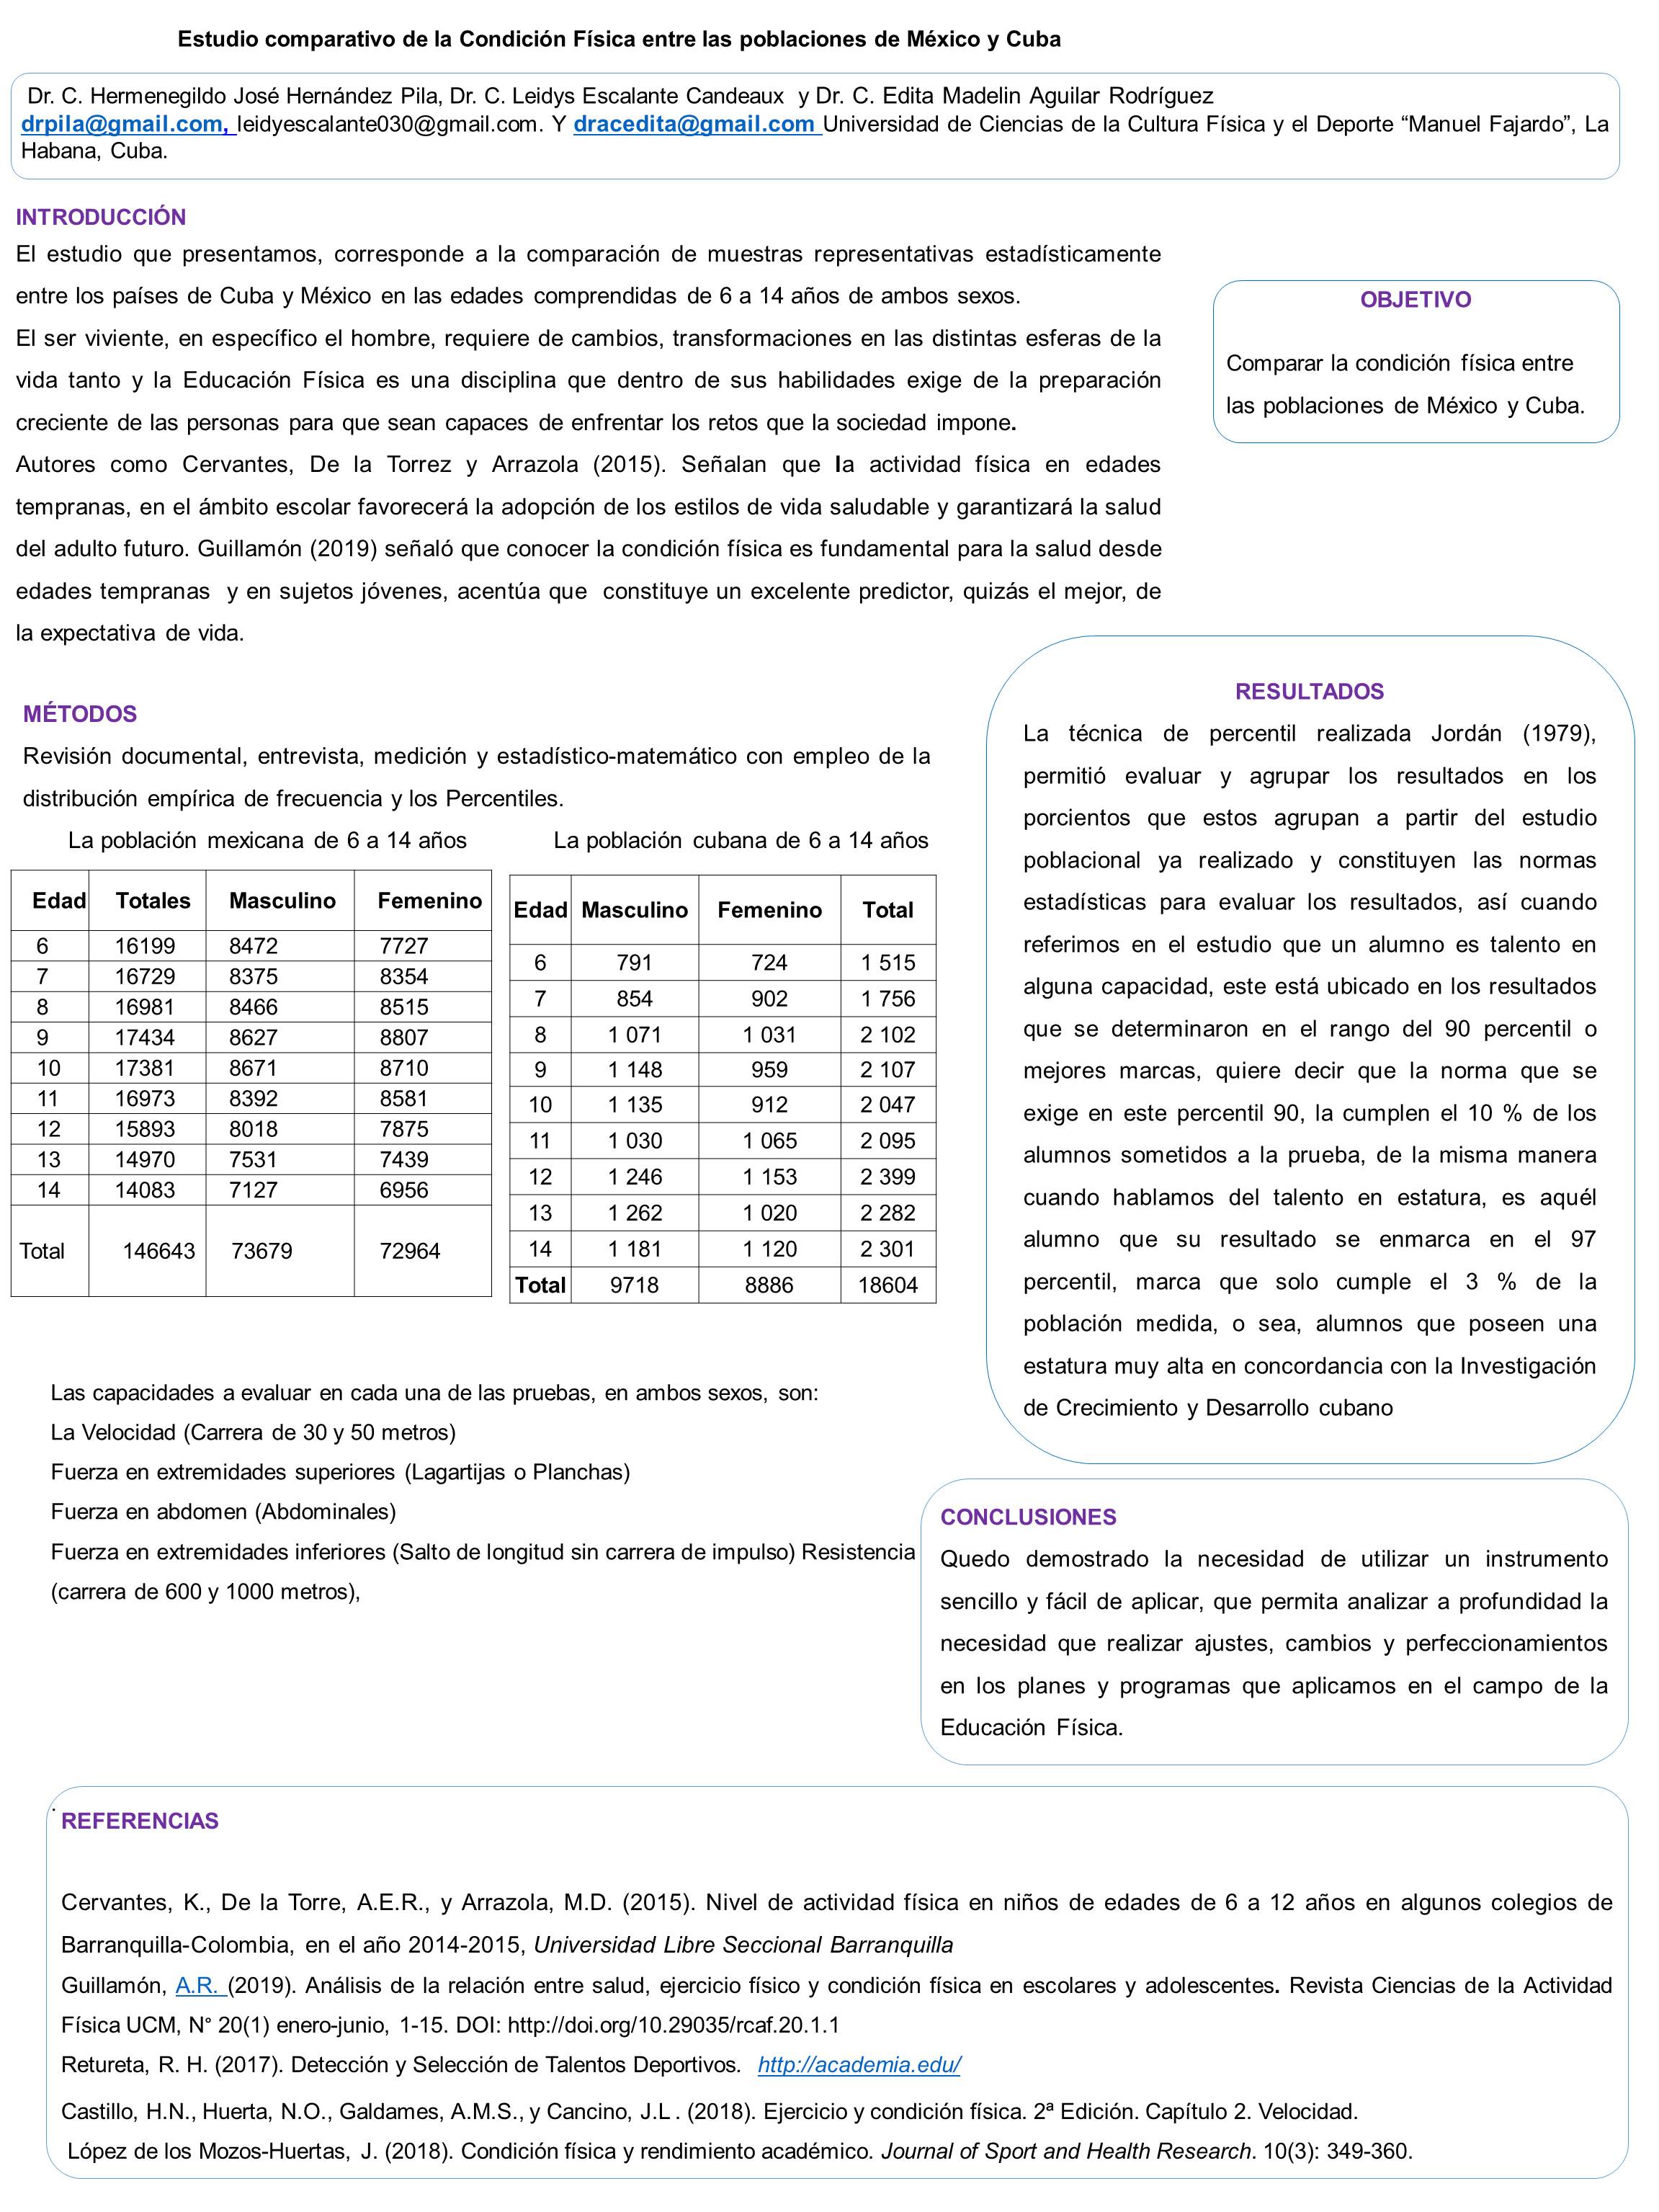 Estudio comparativo de la Condición Física entre las poblaciones de México y Cuba
Dr. C. Hermenegildo José Hernández Pila, Dr. C. Leidys Escalante Candeaux y Dr. C. Edita Madelin Aguilar Rodríguez
drpila@gmail.com, leidyescalante030@gmail.com. Y dracedita@gmail.com Universidad de Ciencias de la Cultura Física y el Deporte “Manuel Fajardo”, La
Habana, Cuba.
INTRODUCCIÓN
El estudio que presentamos, corresponde a la comparación de muestras representativas estadísticamente
entre los países de Cuba y México en las edades comprendidas de 6 a 14 años de ambos sexos.
El ser viviente, en específico el hombre, requiere de cambios, transformaciones en las distintas esferas de la
vida tanto y la Educación Física es una disciplina que dentro de sus habilidades exige de la preparación
creciente de las personas para que sean capaces de enfrentar los retos que la sociedad impone.
Autores como Cervantes, De la Torrez y Arrazola (2015). Señalan que la actividad física en edades
tempranas, en el ámbito escolar favorecerá la adopción de los estilos de vida saludable y garantizará la salud
del adulto futuro. Guillamón (2019) señaló que conocer la condición física es fundamental para la salud desde
edades tempranas y en sujetos jóvenes, acentúa que constituye un excelente predictor, quizás el mejor, de
la expectativa de vida.
OBJETIVO
Comparar la condición física entre
las poblaciones de México y Cuba.
MÉTODOS
Revisión documental, entrevista, medición y estadístico-matemático con empleo de la
distribución empírica de frecuencia y los Percentiles.
La población mexicana de 6 a 14 años
Edad Totales Masculino Femenino
6 16199 8472 7727
7 16729 8375 8354
8 16981 8466 8515
9 17434 8627 8807
10 17381 8671 8710
11 16973 8392 8581
12 15893 8018 7875
13 14970 7531 7439
14 14083 7127 6956
Total 146643 73679 72964
La población cubana de 6 a 14 años
Edad Masculino Femenino Total
6 791 724 1 515
7 854 902 1 756
8 1 071 1 031 2 102
9 1 148 959 2 107
10 1 135 912 2 047
11 1 030 1 065 2 095
12 1 246 1 153 2 399
13 1 262 1 020 2 282
14 1 181 1 120 2 301
Total 9718 8886 18604
Las capacidades a evaluar en cada una de las pruebas, en ambos sexos, son:
La Velocidad (Carrera de 30 y 50 metros)
Fuerza en extremidades superiores (Lagartijas o Planchas)
Fuerza en abdomen (Abdominales)
Fuerza en extremidades inferiores (Salto de longitud sin carrera de impulso) Resistencia
(carrera de 600 y 1000 metros),
RESULTADOS
La técnica de percentil realizada Jordán (1979),
permitió evaluar y agrupar los resultados en los
porcientos que estos agrupan a partir del estudio
poblacional ya realizado y constituyen las normas
estadísticas para evaluar los resultados, así cuando
referimos en el estudio que un alumno es talento en
alguna capacidad, este está ubicado en los resultados
que se determinaron en el rango del 90 percentil o
mejores marcas, quiere decir que la norma que se
exige en este percentil 90, la cumplen el 10 % de los
alumnos sometidos a la prueba, de la misma manera
cuando hablamos del talento en estatura, es aquél
alumno que su resultado se enmarca en el 97
percentil, marca que solo cumple el 3 % de la
población medida, o sea, alumnos que poseen una
estatura muy alta en concordancia con la Investigación
de Crecimiento y Desarrollo cubano
CONCLUSIONES
Quedo demostrado la necesidad de utilizar un instrumento
sencillo y fácil de aplicar, que permita analizar a profundidad la
necesidad que realizar ajustes, cambios y perfeccionamientos
en los planes y programas que aplicamos en el campo de la
Educación Física.
.
REFERENCIAS
Cervantes, K., De la Torre, A.E.R., y Arrazola, M.D. (2015). Nivel de actividad física en niños de edades de 6 a 12 años en algunos colegios de
Barranquilla-Colombia, en el año 2014-2015, Universidad Libre Seccional Barranquilla
Guillamón, A.R. (2019). Análisis de la relación entre salud, ejercicio físico y condición física en escolares y adolescentes. Revista Ciencias de la Actividad
Física UCM, N° 20(1) enero-junio, 1-15. DOI: http://doi.org/10.29035/rcaf.20.1.1
Retureta, R. H. (2017). Detección y Selección de Talentos Deportivos. http://academia.edu/
Castillo, H.N., Huerta, N.O., Galdames, A.M.S., y Cancino, J.L . (2018). Ejercicio y condición física. 2ª Edición. Capítulo 2. Velocidad.
López de los Mozos-Huertas, J. (2018). Condición física y rendimiento académico. Journal of Sport and Health Research. 10(3): 349-360.